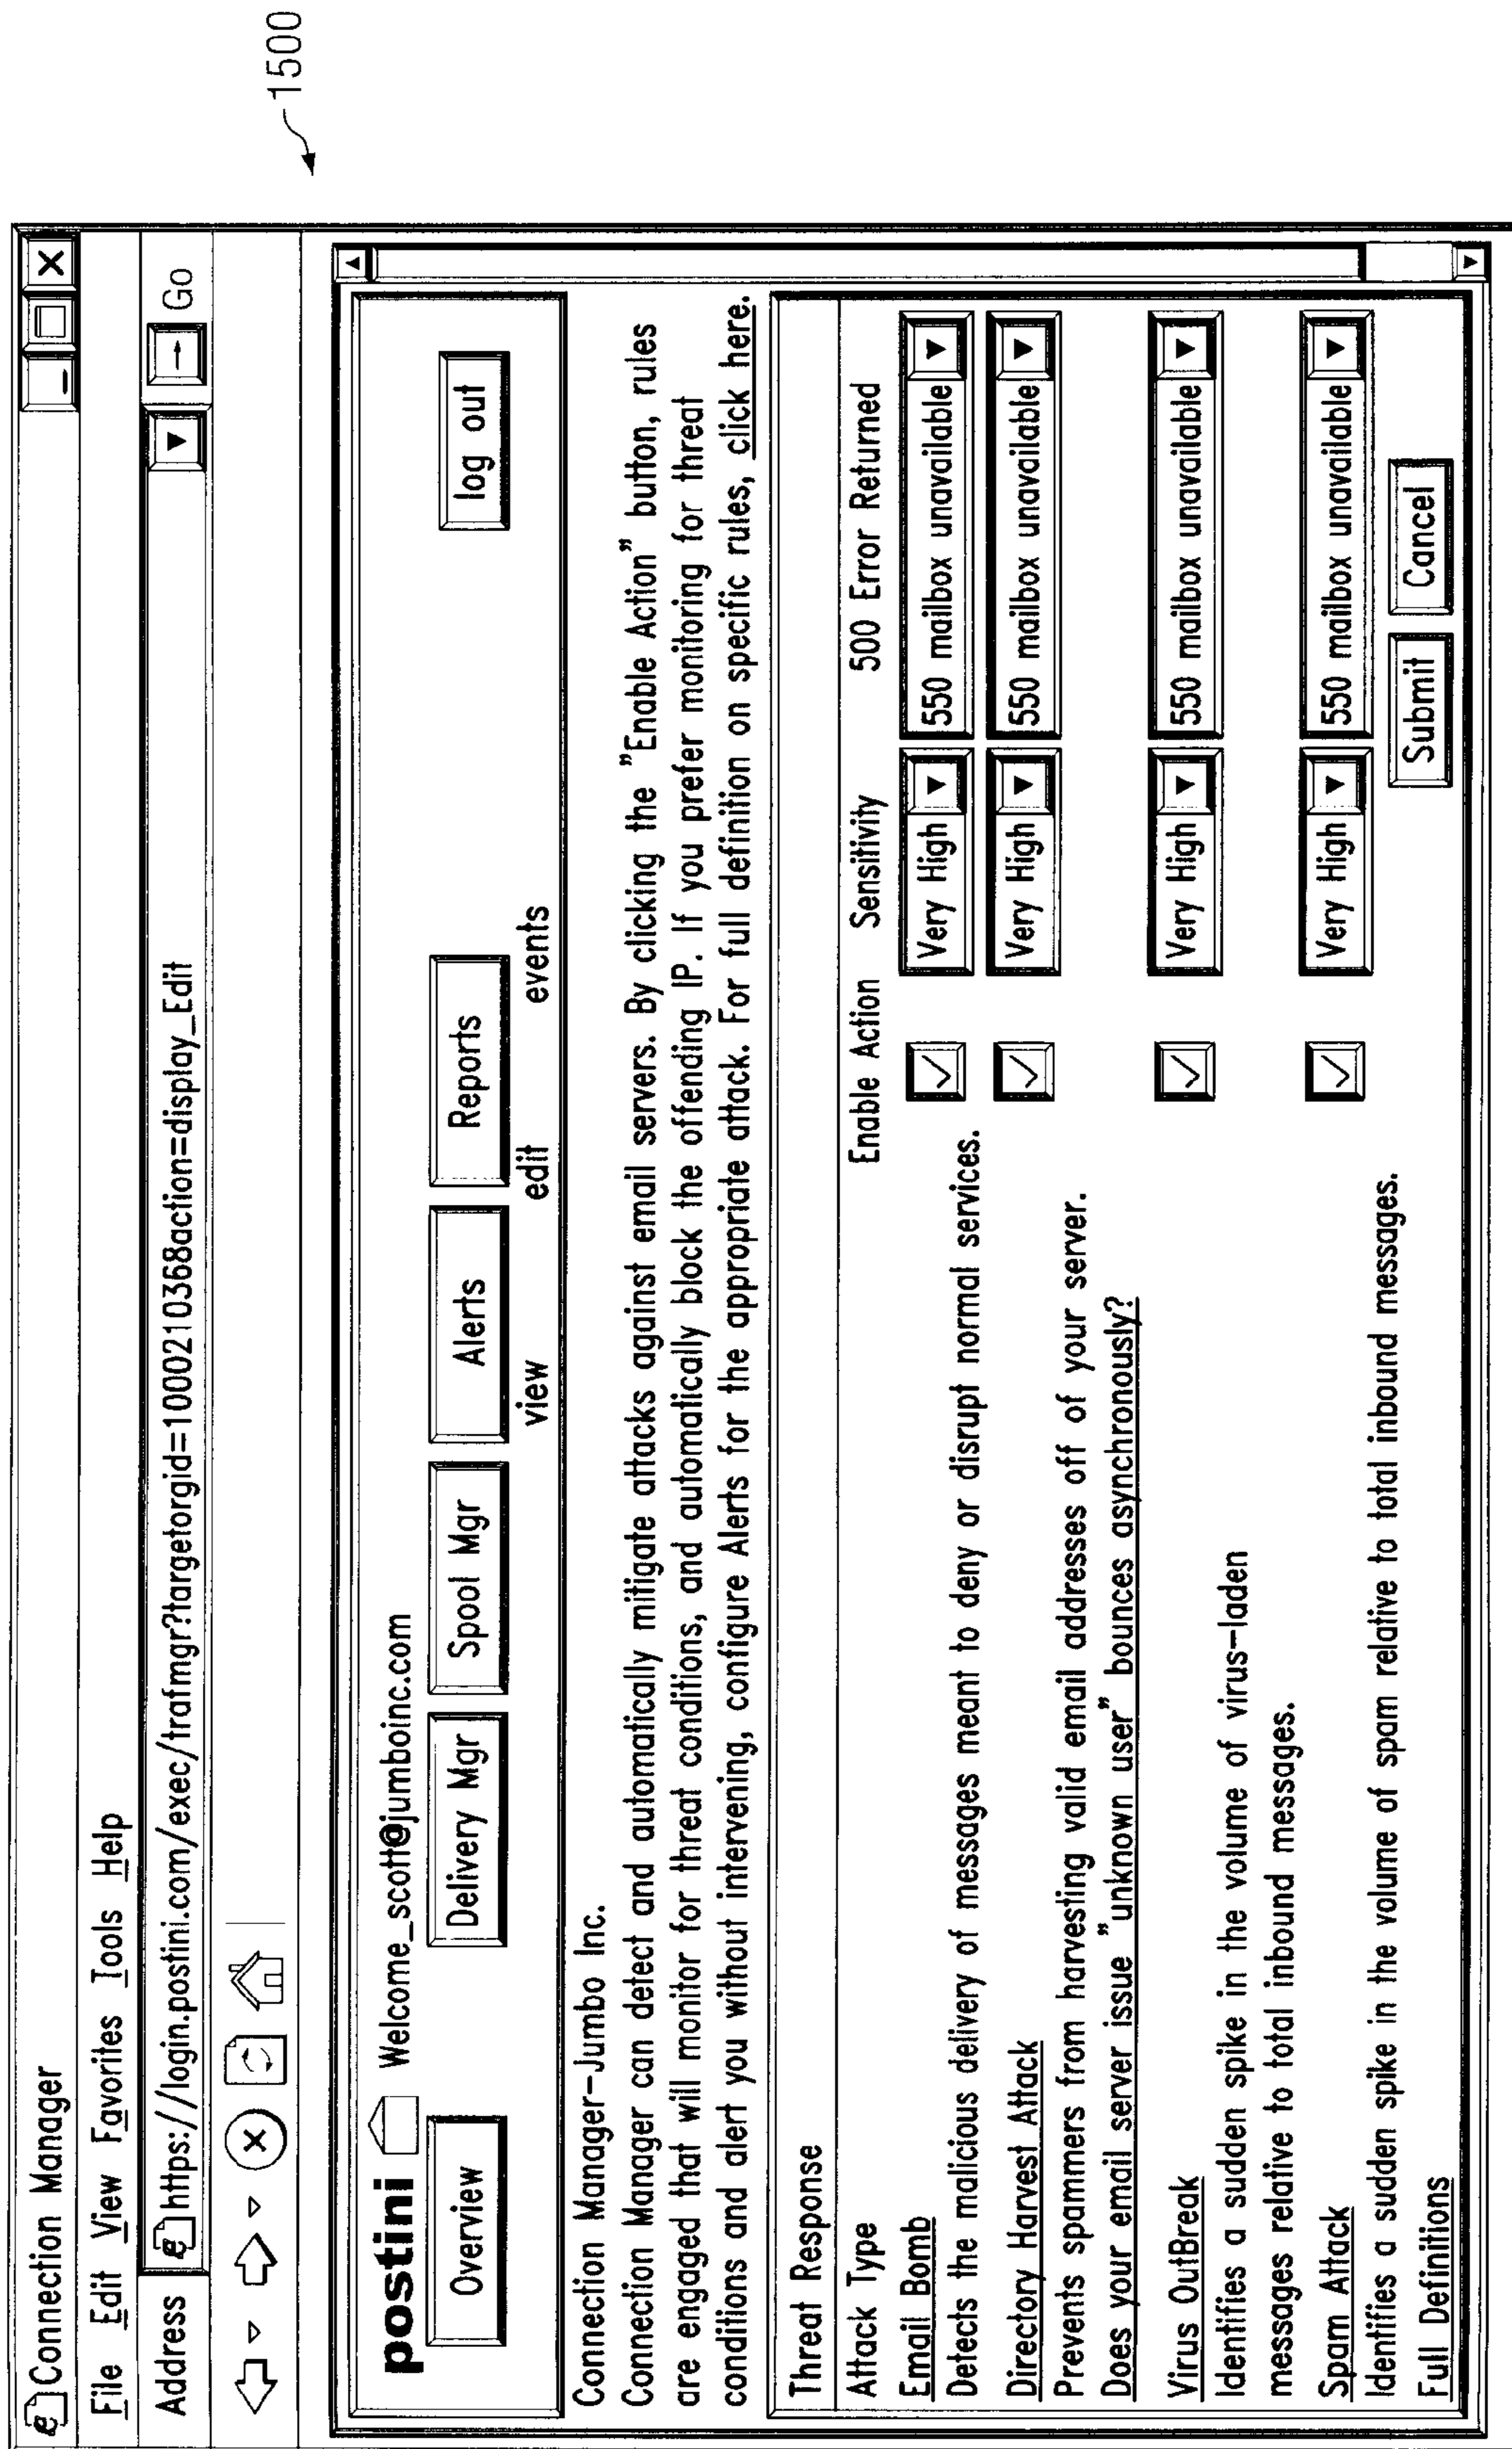 Connection Manager
File Edit View Favorites Tools Help
Address https://login.postini.com/exec/trafmgr?targetorgid=100021036&action=display_Edit Go
1500
postini Welcome_scott@jumboinc.com
Overview Delivery Mgr Spool Mgr Alerts Reports log out
view edit events
Connection Manager-Jumbo Inc.
Connection Manager can detect and automatically mitigate attacks against email servers. By clicking the "Enable Action" button, rules
are engaged that will monitor for threat conditions, and automatically block the offending IP. If you prefer monitoring for threat
conditions and alert you without intervening, configure Alerts for the appropriate attack. For full definition on specific rules, click here.
Threat Response
Attack Type Enable Action Sensitivity 500 Error Returned
Email Bomb Very High 550 mailbox unavailable
Detects the malicious delivery of messages meant to deny or disrupt normal services.
Directory Harvest Attack Very High 550 mailbox unavailable
Prevents spammers from harvesting valid email addresses off of your server.
Does your email server issue "unknown user" bounces asynchronously?
Virus OutBreak Very High 550 mailbox unavailable
Identifies a sudden spike in the volume of virus-laden
messages relative to total inbound messages.
Spam Attack Very High 550 mailbox unavailable
Identifies a sudden spike in the volume of spam relative to total inbound messages.
Full Definitions Submit Cancel